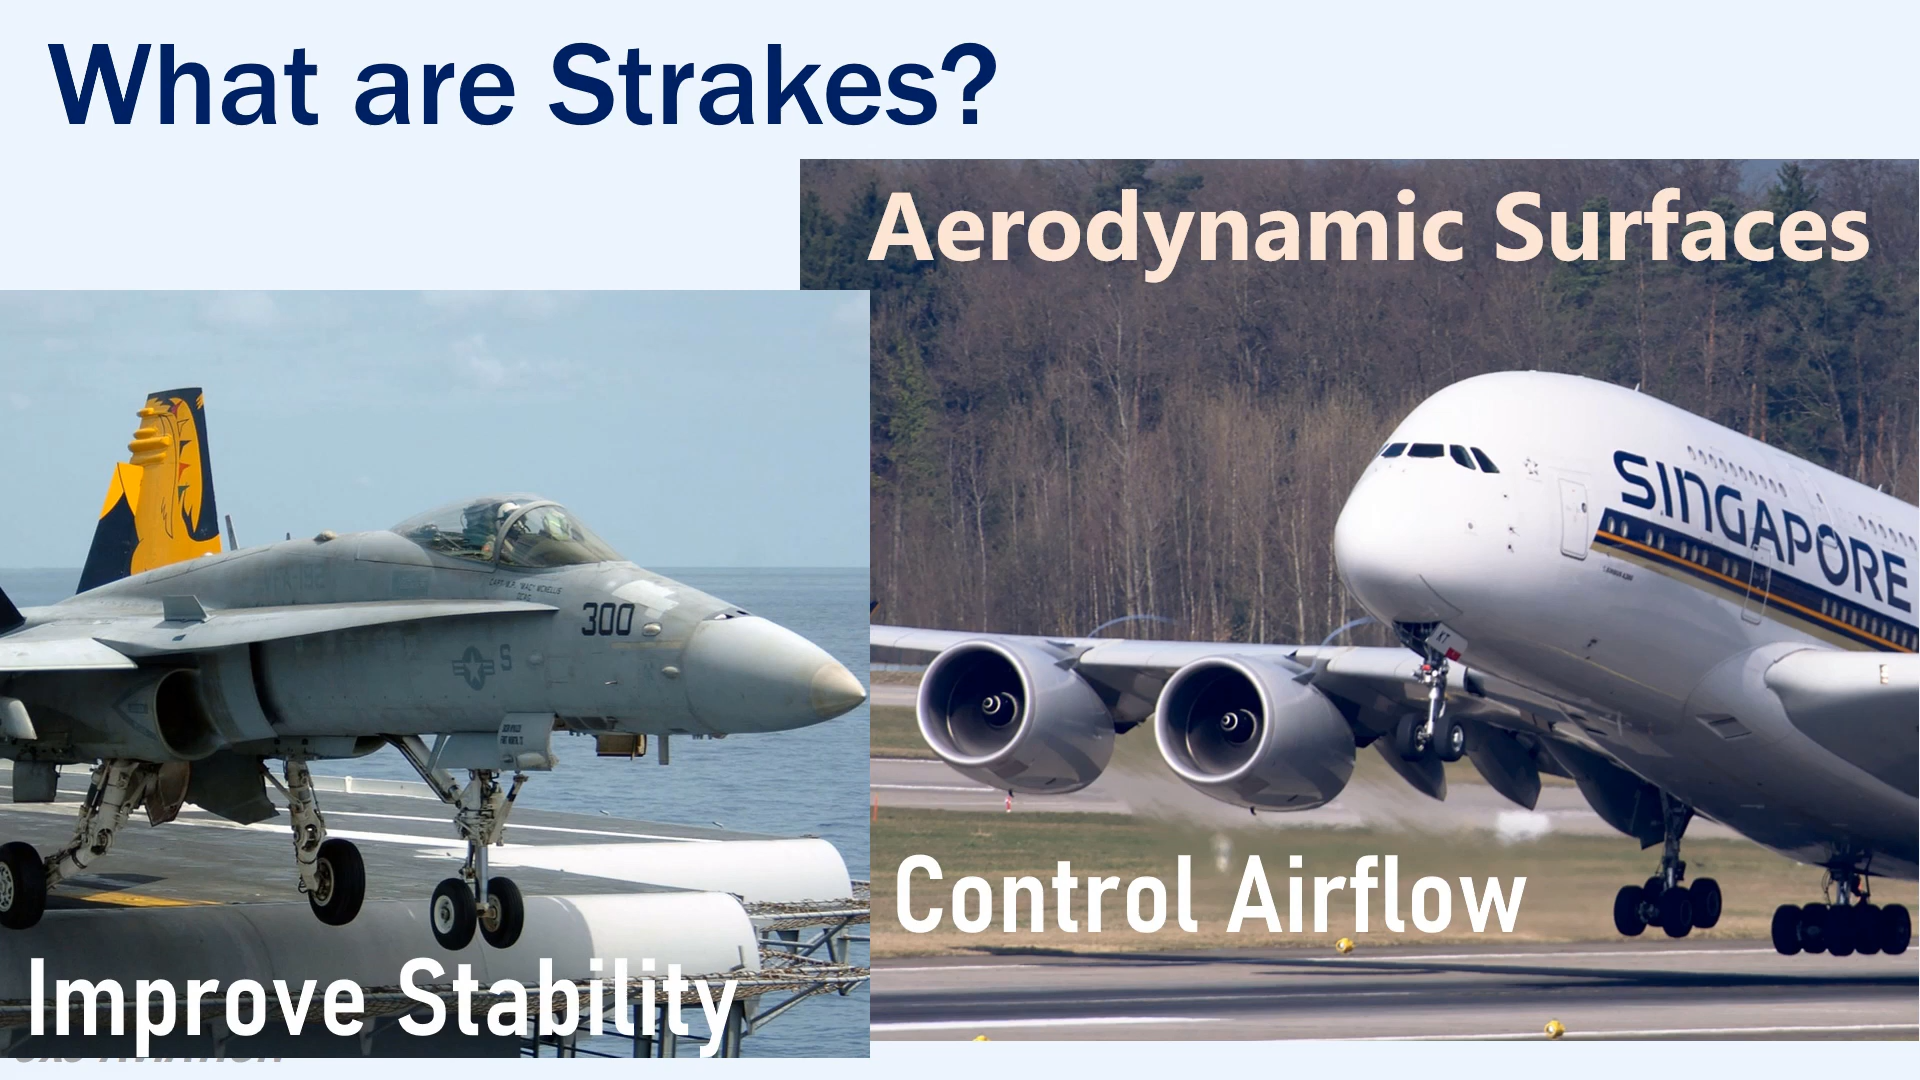 What are Strakes?
Aerodynamic Surfaces
SINGAPORE
300
S
Control Airflow
Improve Stability